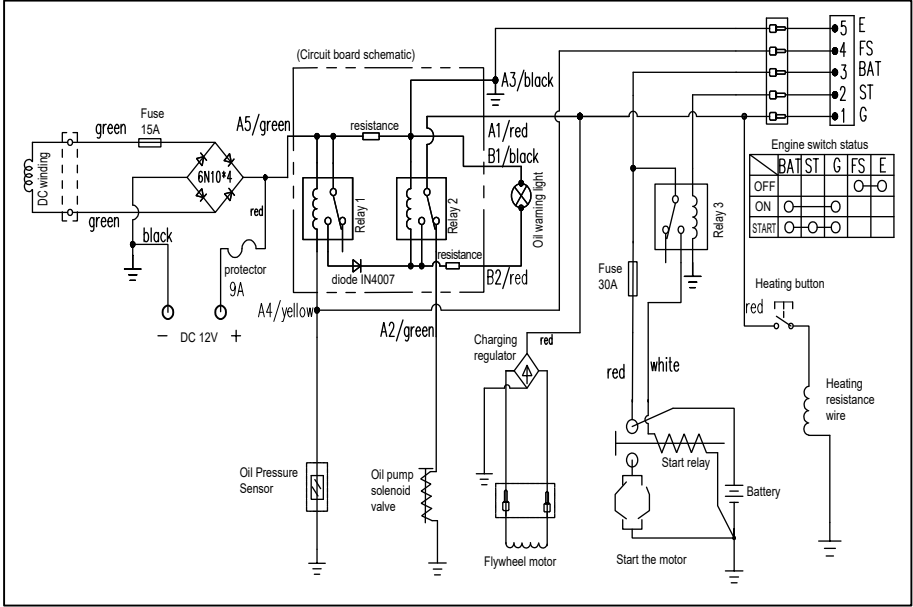 (Circuit board schematic)
5 E
4 FS
3 BAT
2 ST
1 G
A3/black
Fuse
15A
green
A5/green
resistance
A1/red
B1/black
Engine switch status
BAT ST G FS E
OFF
ON
START
DC winding
6N10*4
green
red
black
Relay 1
Relay 2
Oil warning light
Relay 3
resistance
diode IN4007
B2/red
protector
9A
A4/yellow
A2/green
Fuse
30A
Heating button
red
− DC 12V +
Charging
regulator
red
red
white
Heating
resistance
wire
Oil Pressure
Sensor
Oil pump
solenoid
valve
Start relay
Battery
Flywheel motor
Start the motor